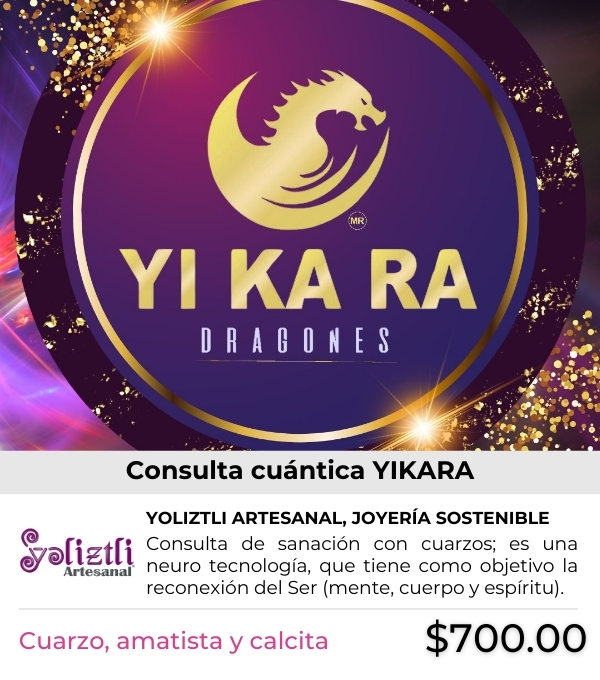 MR
YI KA RA
DRAGONES
Consulta cuántica YIKARA
yoliztli
Artesanal
YOLIZTLI ARTESANAL, JOYERÍA SOSTENIBLE
Consulta de sanación con cuarzos; es una
neuro tecnología, que tiene como objetivo la
reconexión del Ser (mente, cuerpo y espíritu).
Cuarzo, amatista y calcita
$700.00